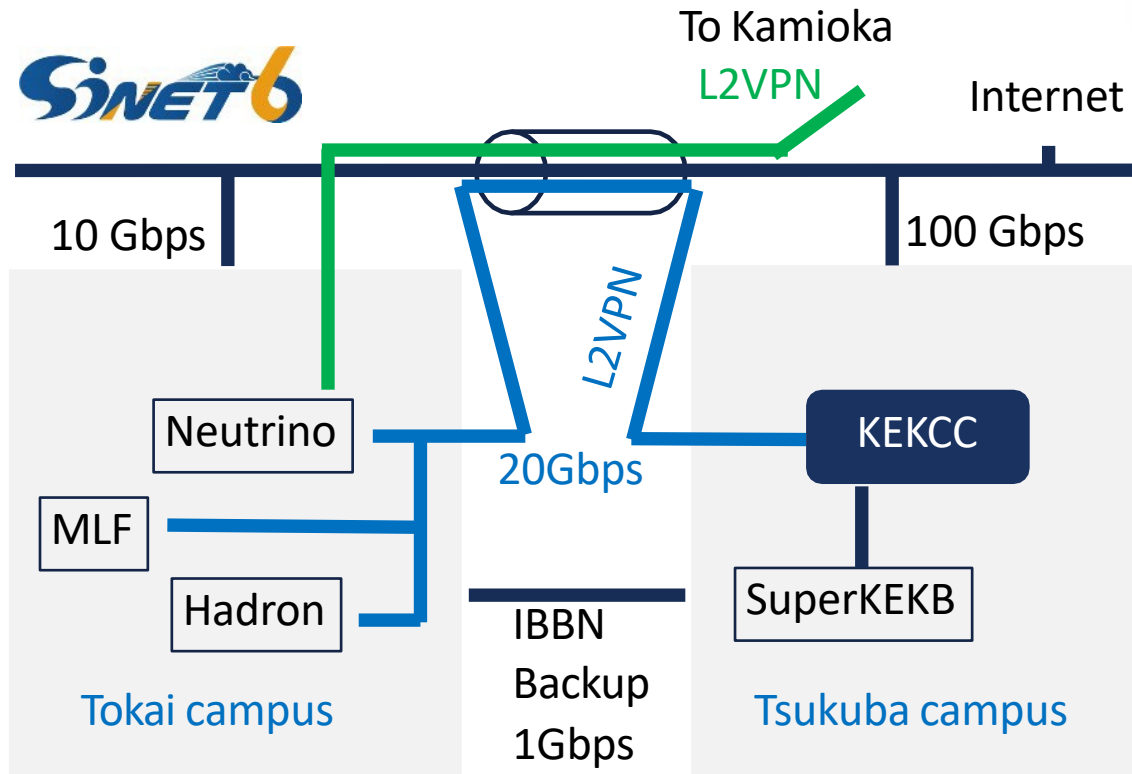 To Kamioka
SiNET6
L2VPN
Internet
10 Gbps
100 Gbps
L2VPN
Neutrino
KEKCC
20Gbps
MLF
Hadron
SuperKEKB
IBBN
Backup
1Gbps
Tokai campus
Tsukuba campus